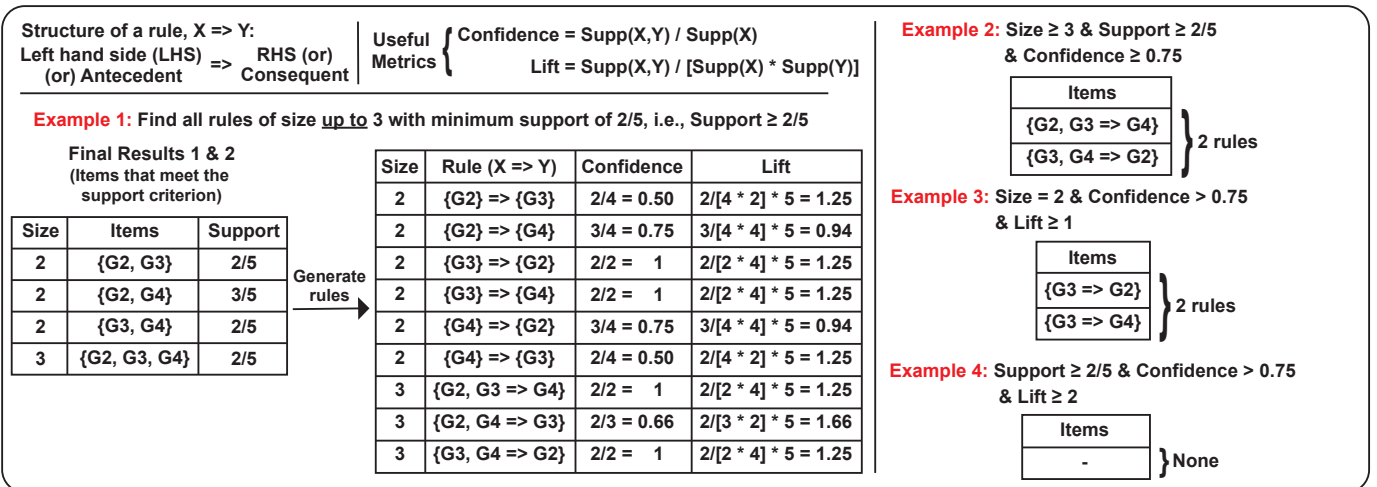 Structure of a rule, X => Y:
Left hand side (LHS) => RHS (or)
(or) Antecedent Consequent
Useful Metrics { Confidence = Supp(X,Y) / Supp(X)
Lift = Supp(X,Y) / [Supp(X) * Supp(Y)]
Example 1: Find all rules of size up to 3 with minimum support of 2/5, i.e., Support ≥ 2/5
Final Results 1 & 2
(Items that meet the
support criterion)
Size Items Support
2 {G2, G3} 2/5
2 {G2, G4} 3/5
2 {G3, G4} 2/5
3 {G2, G3, G4} 2/5
Generate
rules
Size Rule (X => Y) Confidence Lift
2 {G2} => {G3} 2/4 = 0.50 2/[4 * 2] * 5 = 1.25
2 {G2} => {G4} 3/4 = 0.75 3/[4 * 4] * 5 = 0.94
2 {G3} => {G2} 2/2 = 1 2/[2 * 4] * 5 = 1.25
2 {G3} => {G4} 2/2 = 1 2/[2 * 4] * 5 = 1.25
2 {G4} => {G2} 3/4 = 0.75 3/[4 * 4] * 5 = 0.94
2 {G4} => {G3} 2/4 = 0.50 2/[4 * 2] * 5 = 1.25
3 {G2, G3 => G4} 2/2 = 1 2/[2 * 4] * 5 = 1.25
3 {G2, G4 => G3} 2/3 = 0.66 2/[3 * 2] * 5 = 1.66
3 {G3, G4 => G2} 2/2 = 1 2/[2 * 4] * 5 = 1.25
Example 2: Size ≥ 3 & Support ≥ 2/5
& Confidence ≥ 0.75
Items
{G2, G3 => G4}
{G3, G4 => G2}
} 2 rules
Example 3: Size = 2 & Confidence > 0.75
& Lift ≥ 1
Items
{G3 => G2}
{G3 => G4}
} 2 rules
Example 4: Support ≥ 2/5 & Confidence > 0.75
& Lift ≥ 2
Items
- } None